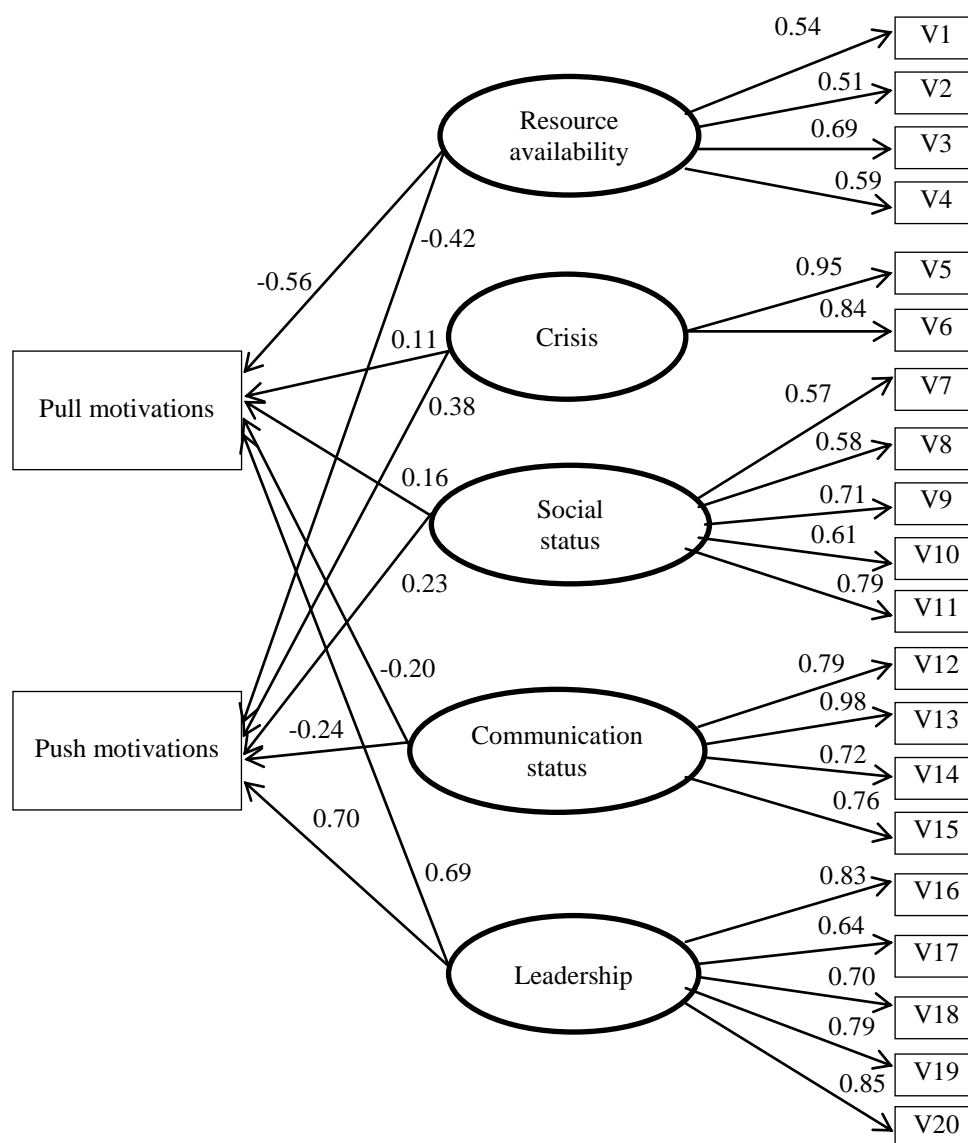 0.54
V1
0.51
V2
Resource
availability
0.69
V3
0.59
V4
-0.42
-0.56
0.95
V5
0.84
V6
Crisis
0.11
Pull motivations
0.38
0.57
V7
0.58
V8
0.16
Social
status
0.71
V9
0.61
V10
0.23
0.79
V11
-0.20
0.79
V12
0.98
V13
Push motivations
-0.24
Communication
status
0.72
V14
0.76
V15
0.70
0.69
0.83
V16
0.64
V17
Leadership
0.70
V18
0.79
V19
0.85
V20